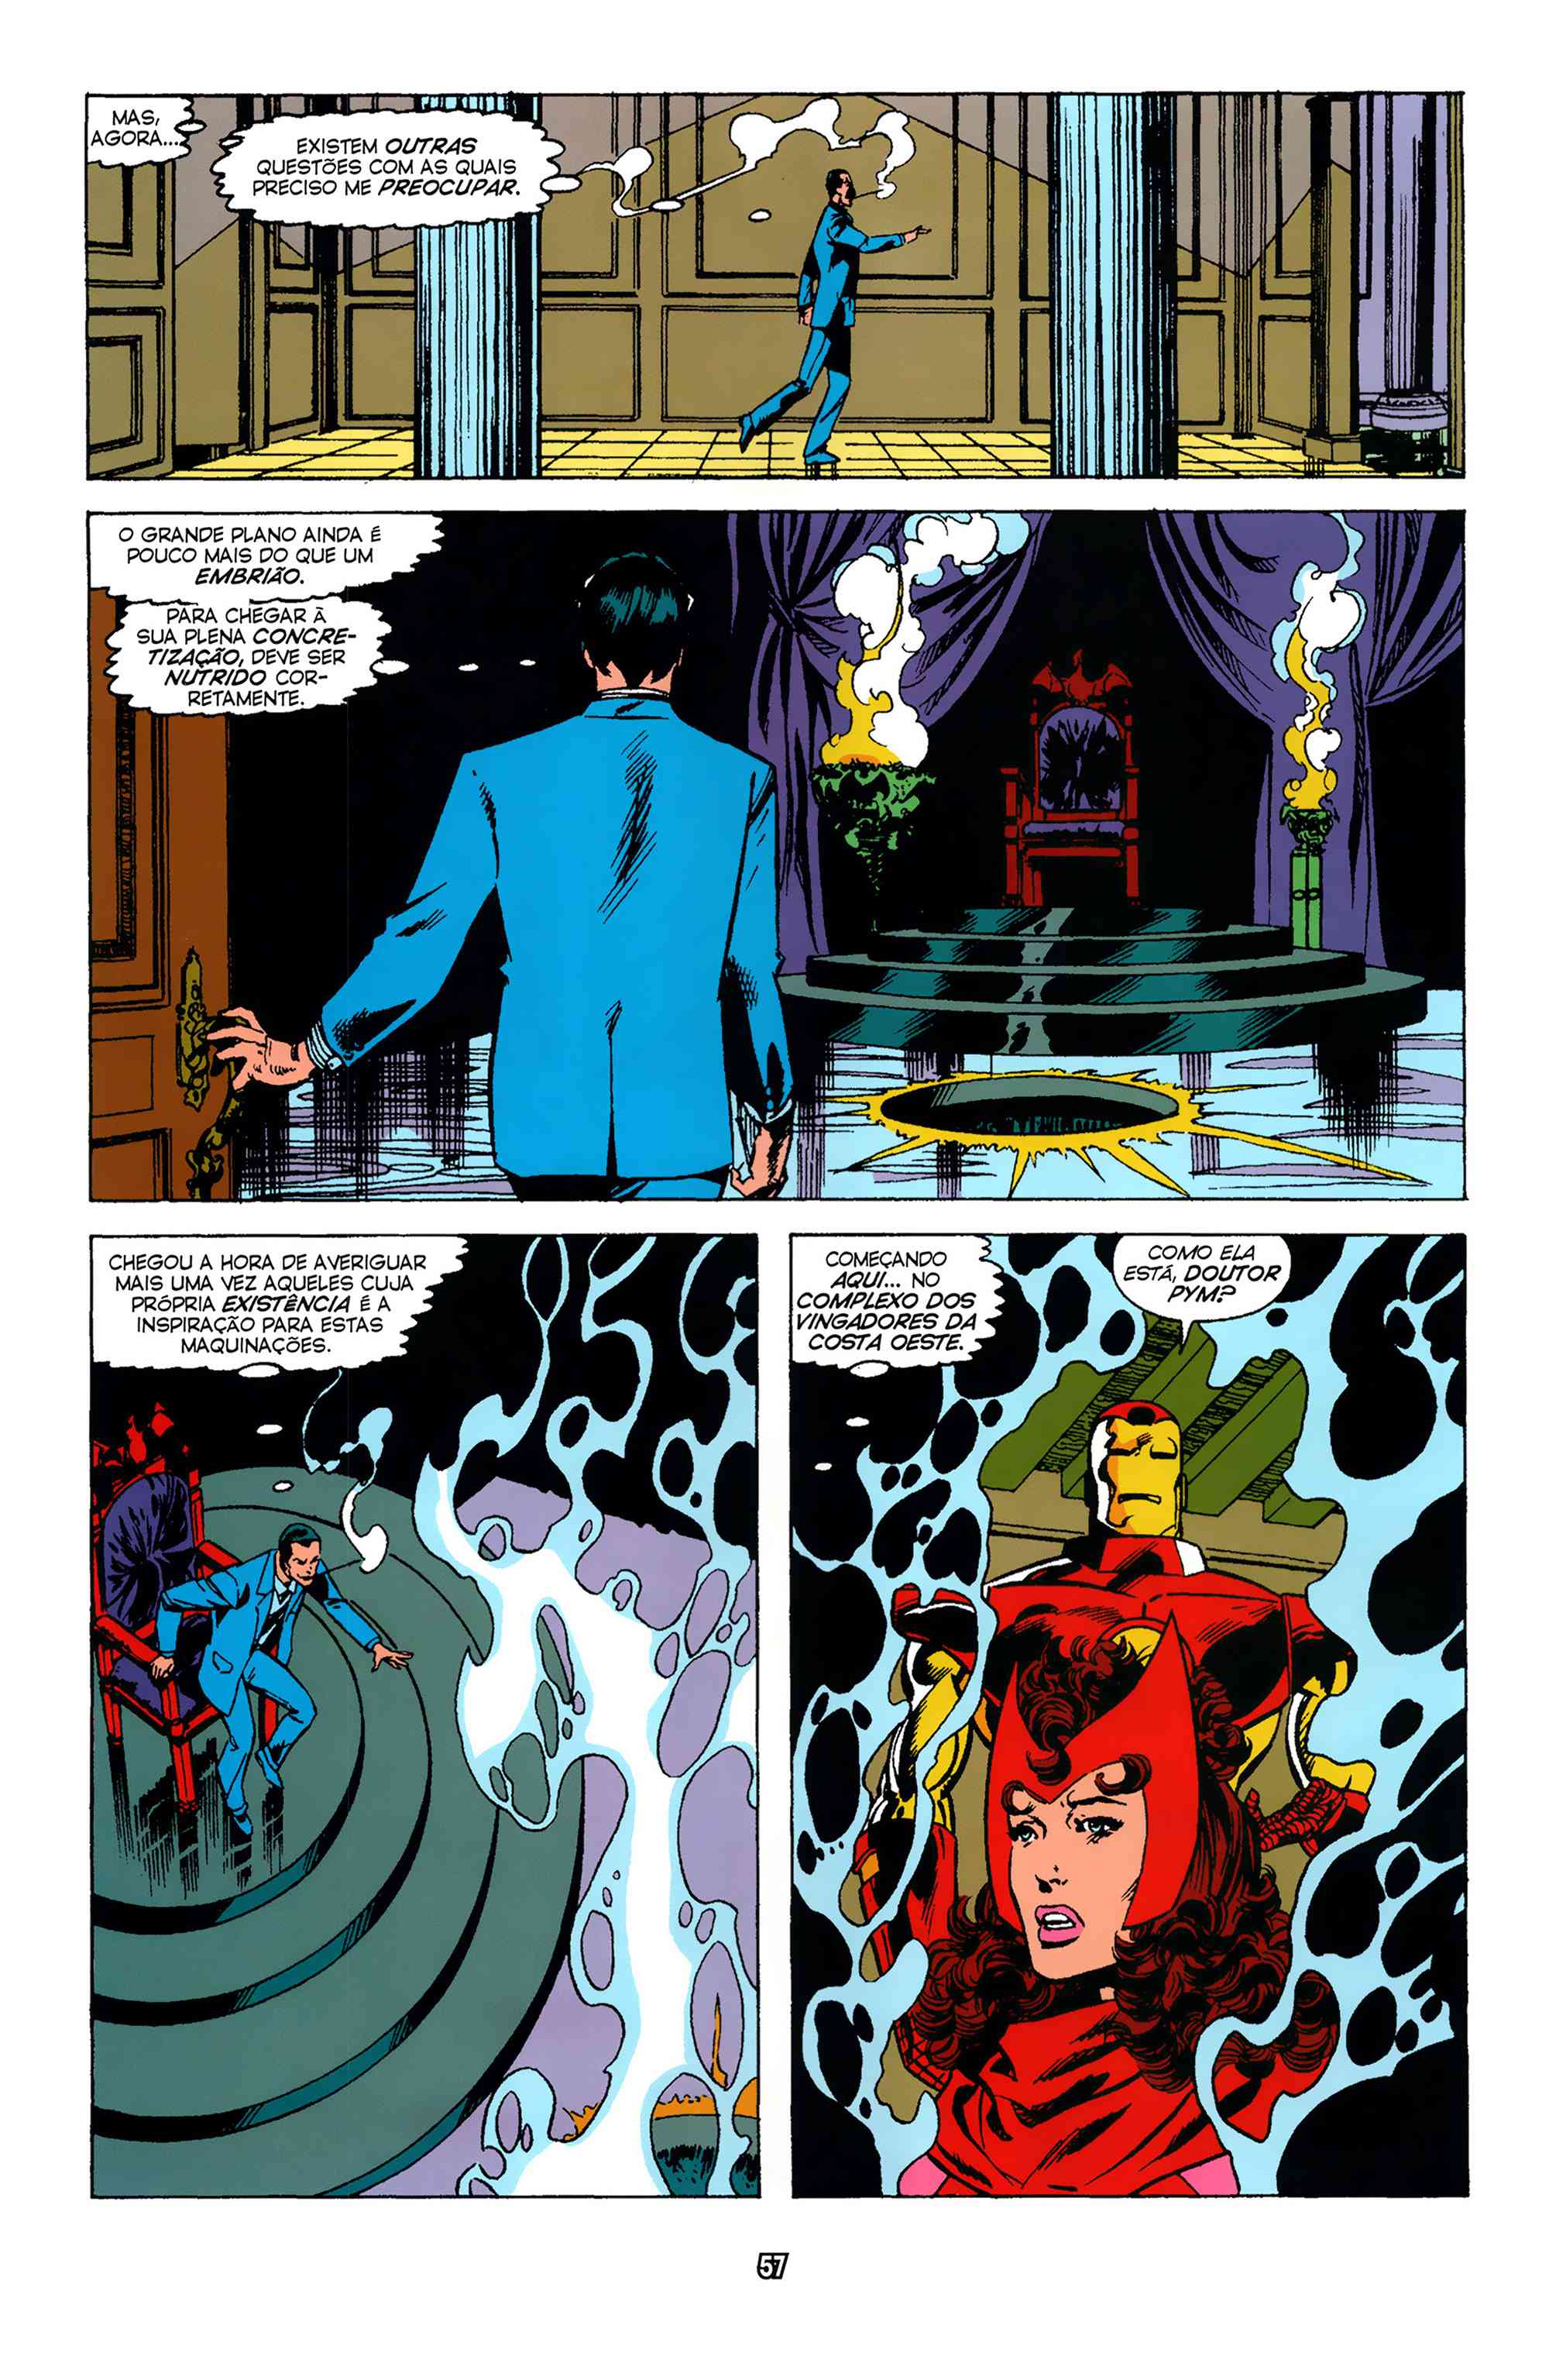 MAS,
AGORA...
EXISTEM OUTRAS
QUESTÕES COM AS QUAIS
PRECISO ME PREOCUPAR.
O GRANDE PLANO AINDA É
POUCO MAIS DO QUE UM
EMBRIÃO.
PARA CHEGAR À
SUA PLENA CONCRE-
TIZAÇÃO, DEVE SER
NUTRIDO COR-
RETAMENTE.
CHEGOU A HORA DE AVERIGUAR
MAIS UMA VEZ AQUELES CUJA
PRÓPRIA EXISTÊNCIA É A
INSPIRAÇÃO PARA ESTAS
MAQUINAÇÕES.
COMEÇANDO
AQUI... NO
COMPLEXO DOS
VINGADORES DA
COSTA OESTE.
COMO ELA
ESTÁ, DOUTOR
PYM?
57